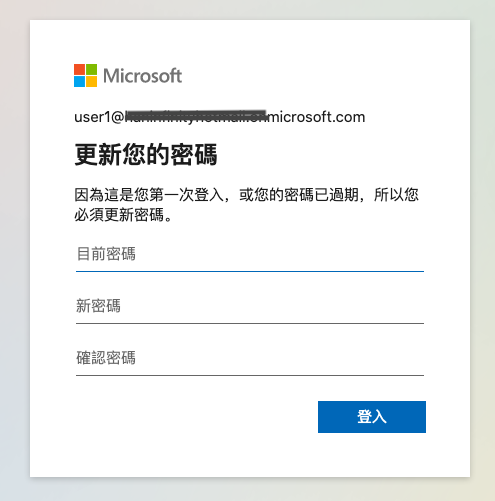 Microsoft
user1@microsoft.com
更新您的密碼
因為這是您第一次登入，或您的密碼已過期，所以您
必須更新密碼。
目前密碼
新密碼
確認密碼
登入